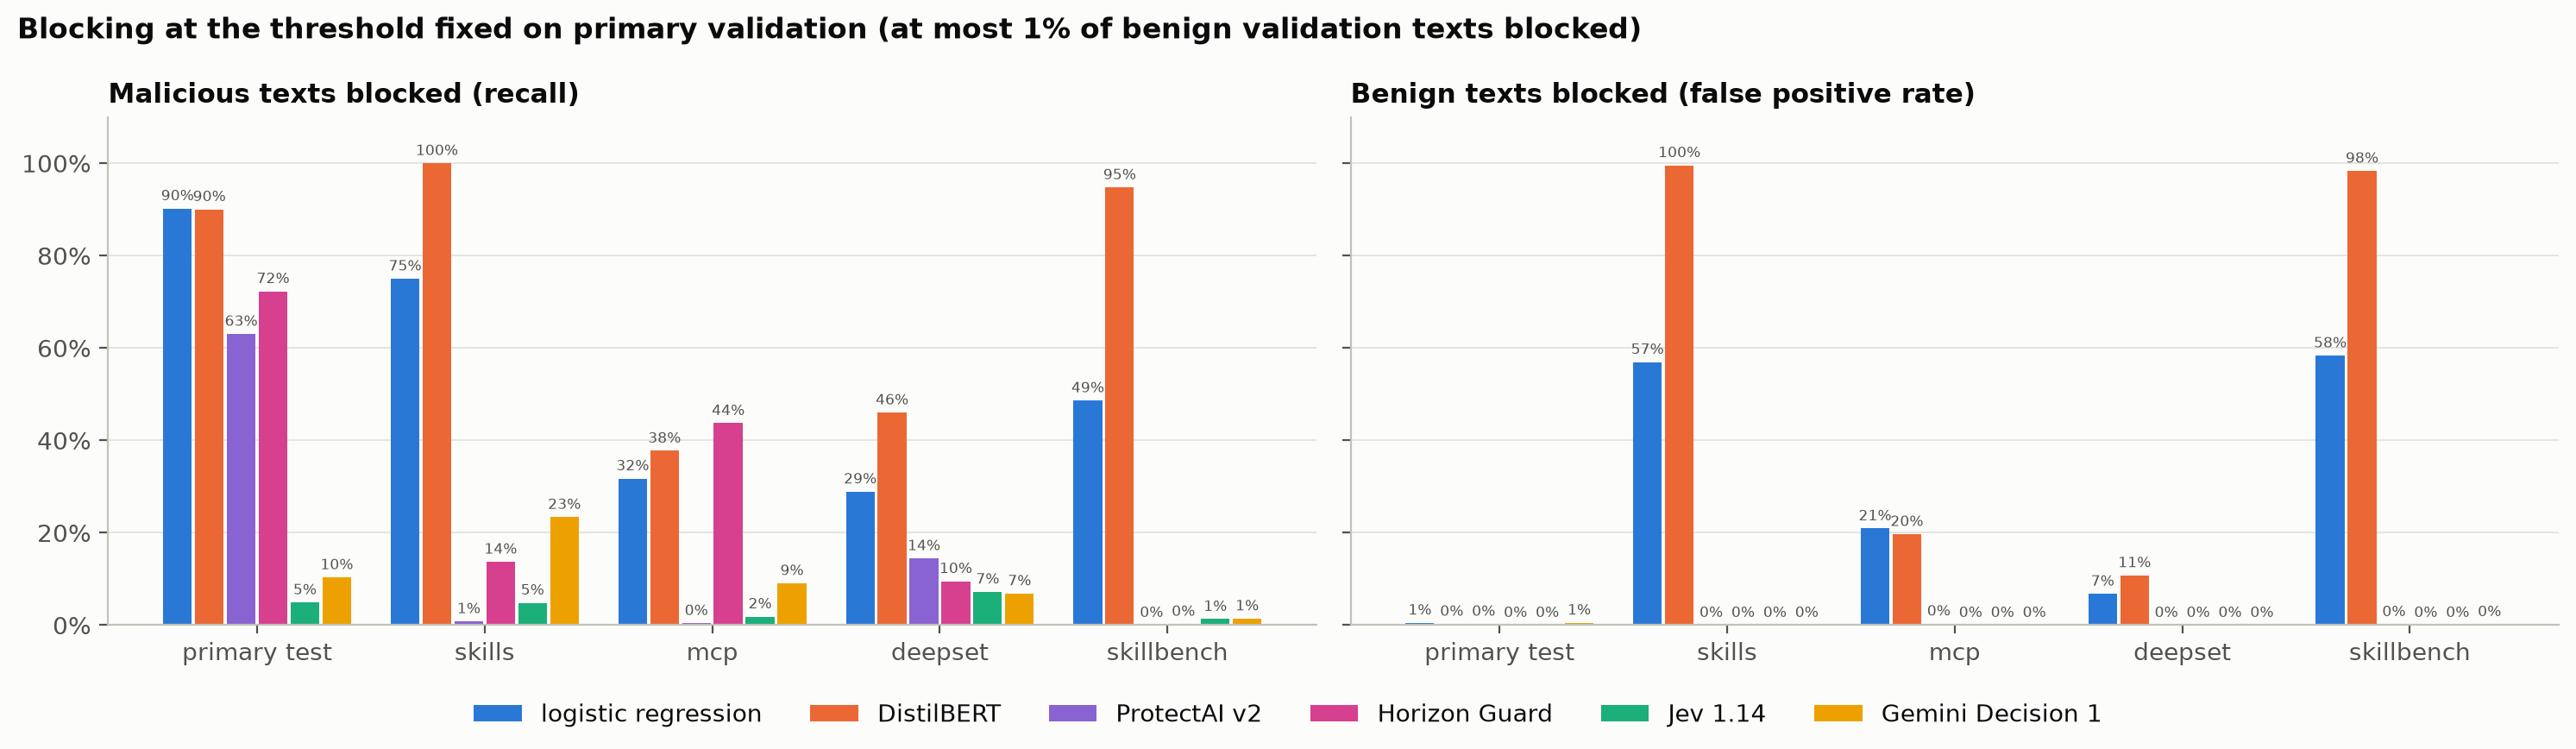 Blocking at the threshold fixed on primary validation (at most 1% of benign validation texts blocked)
Malicious texts blocked (recall)
100%
80%
60%
40%
20%
0%
90% 90% 63% 72% 5% 10%
75% 100% 1% 14% 5% 23%
32% 38% 0% 44% 2% 9%
29% 46% 14% 10% 7% 7%
49% 95% 0% 0% 1% 1%
primary test skills mcp deepset skillbench
Benign texts blocked (false positive rate)
1% 0% 0% 0% 0% 1%
57% 100% 0% 0% 0% 0%
21% 20% 0% 0% 0% 0%
7% 11% 0% 0% 0% 0%
58% 98% 0% 0% 0% 0%
primary test skills mcp deepset skillbench
logistic regression DistilBERT ProtectAI v2 Horizon Guard Jev 1.14 Gemini Decision 1